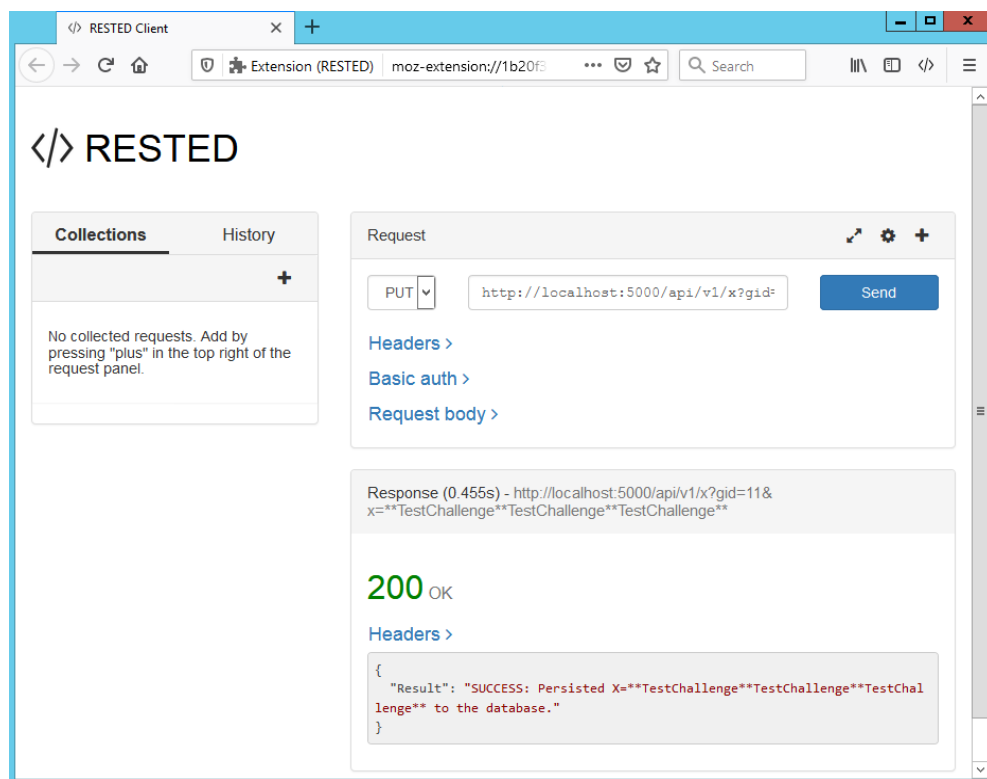 </> RESTED Client
Extension (RESTED) moz-extension://1b20f3
Search
</> RESTED
Collections History
No collected requests. Add by
pressing "plus" in the top right of the
request panel.
Request
PUT http://localhost:5000/api/v1/x?gid= Send
Headers >
Basic auth >
Request body >
Response (0.455s) - http://localhost:5000/api/v1/x?gid=11&
x=**TestChallenge**TestChallenge**TestChallenge**
200 OK
Headers >
{
"Result": "SUCCESS: Persisted X=**TestChallenge**TestChallenge**TestChal
lenge** to the database."
}